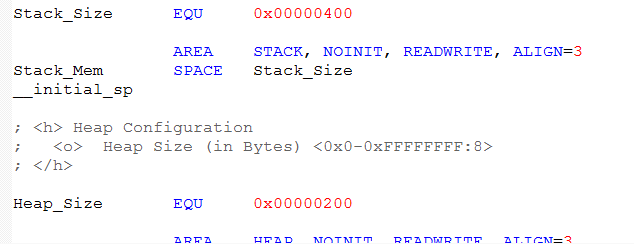 Stack_Size      EQU     0x00000400
                AREA    STACK, NOINIT, READWRITE, ALIGN=3
Stack_Mem       SPACE   Stack_Size
__initial_sp
; <h> Heap Configuration
;   <o>  Heap Size (in Bytes) <0x0-0xFFFFFFFF:8>
; </h>
Heap_Size       EQU     0x00000200
                AREA    HEAP, NOINIT, READWRITE, ALIGN=3